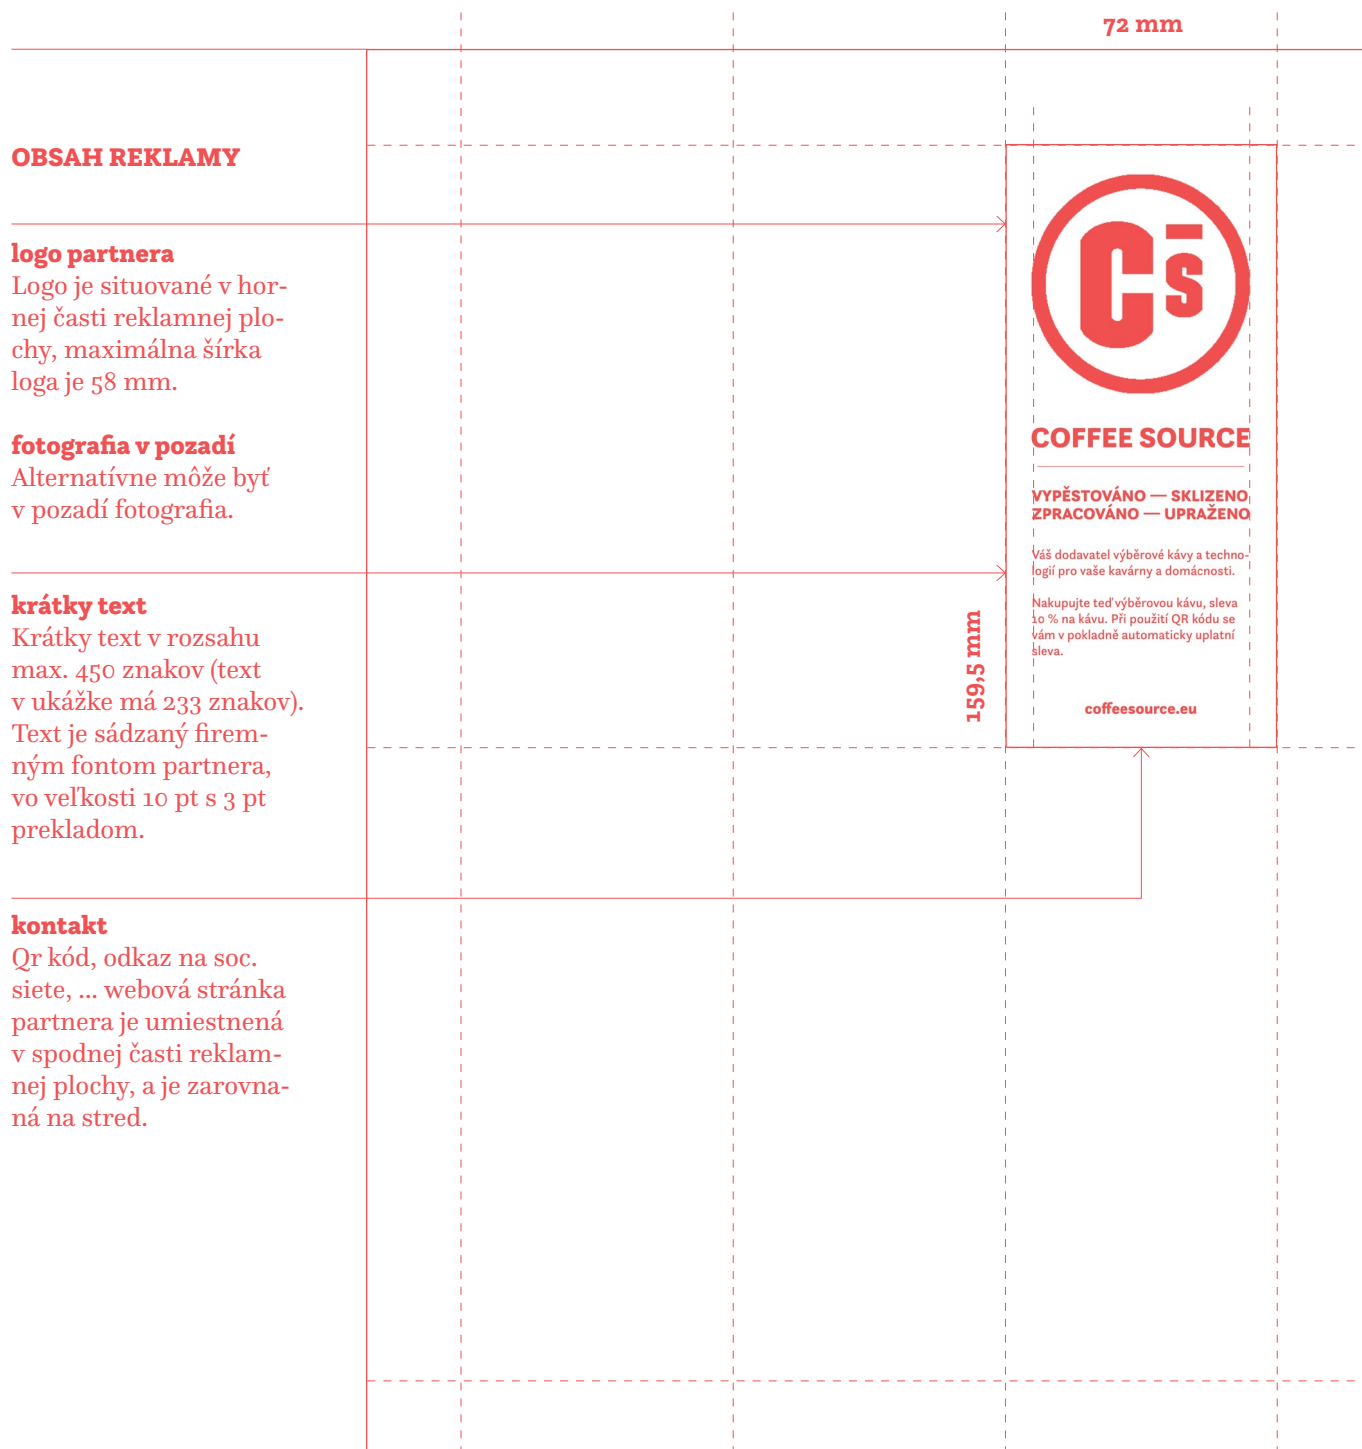 72 mm
OBSAH REKLAMY
logo partnera
Logo je situované v hor-
nej časti reklamnej plo-
chy, maximálna šírka
loga je 58 mm.
fotografia v pozadí
Alternatívne môže byť
v pozadí fotografia.
krátky text
Krátky text v rozsahu
max. 450 znakov (text
v ukážke má 233 znakov).
Text je sádzaný firem-
ným fontom partnera,
vo veľkosti 10 pt s 3 pt
prekladom.
kontakt
Qr kód, odkaz na soc.
siete, ... webová stránka
partnera je umiestnená
v spodnej časti reklam-
nej plochy, a je zarovna-
ná na stred.
159,5 mm
Cs
COFFEE SOURCE
VYPĚSTOVÁNO — SKLIZENO
ZPRACOVÁNO — UPRAŽENO
Váš dodavatel výběrové kávy a techno-
logií pro vaše kavárny a domácnosti.
Nakupujte teď výběrovou kávu, sleva
10 % na kávu. Při použití QR kódu se
vám v pokladně automaticky uplatní
sleva.
coffeesource.eu